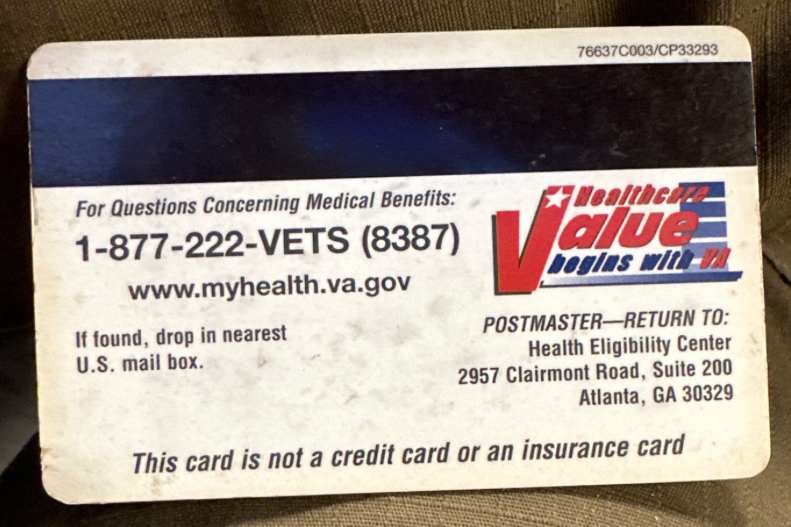 76637C003/CP33293
For Questions Concerning Medical Benefits:
1-877-222-VETS (8387)
www.myhealth.va.gov
Healthcare
Value
begins with VA
If found, drop in nearest
U.S. mail box.
POSTMASTER—RETURN TO:
Health Eligibility Center
2957 Clairmont Road, Suite 200
Atlanta, GA 30329
This card is not a credit card or an insurance card